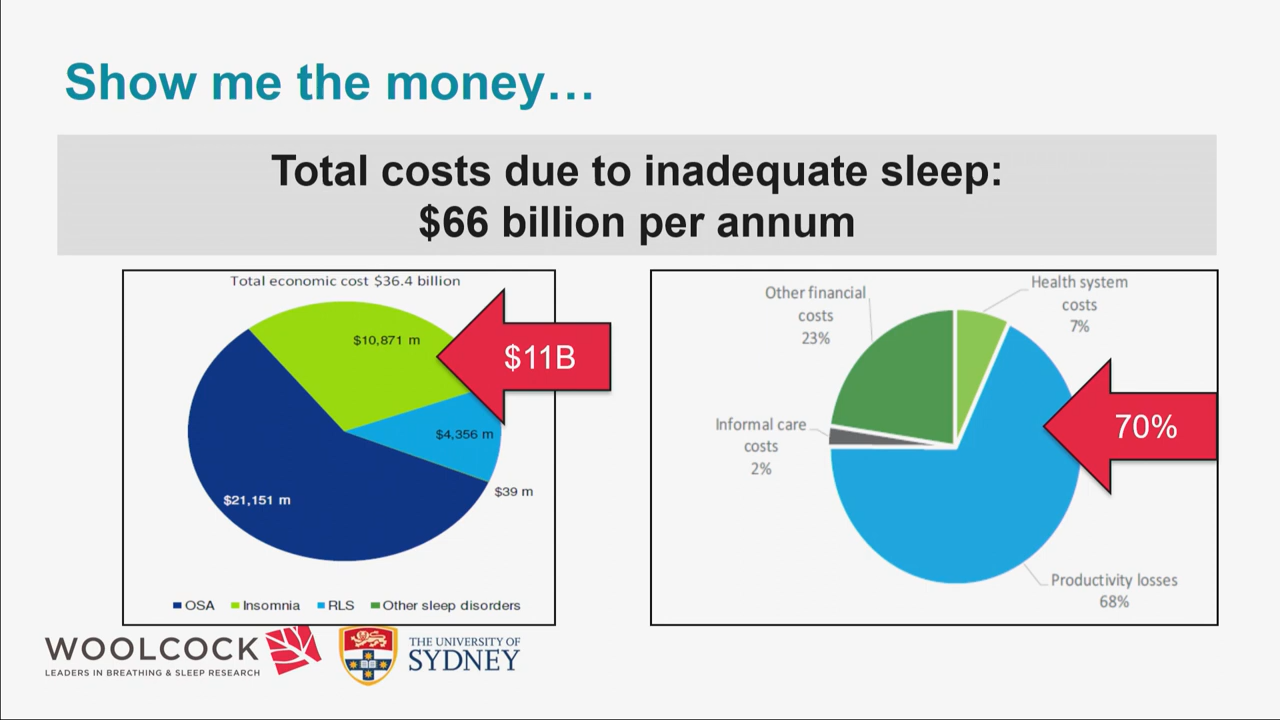 Show me the money…
Total costs due to inadequate sleep:
$66 billion per annum
Total economic cost $36.4 billion
$10,871 m
$11B
$4,356 m
$39 m
$21,151 m
OSA Insomnia RLS Other sleep disorders
Other financial
costs
23%
Health system
costs
7%
Informal care
costs
2%
70%
Productivity losses
68%
WOOLCOCK
LEADERS IN BREATHING & SLEEP RESEARCH
THE UNIVERSITY OF
SYDNEY